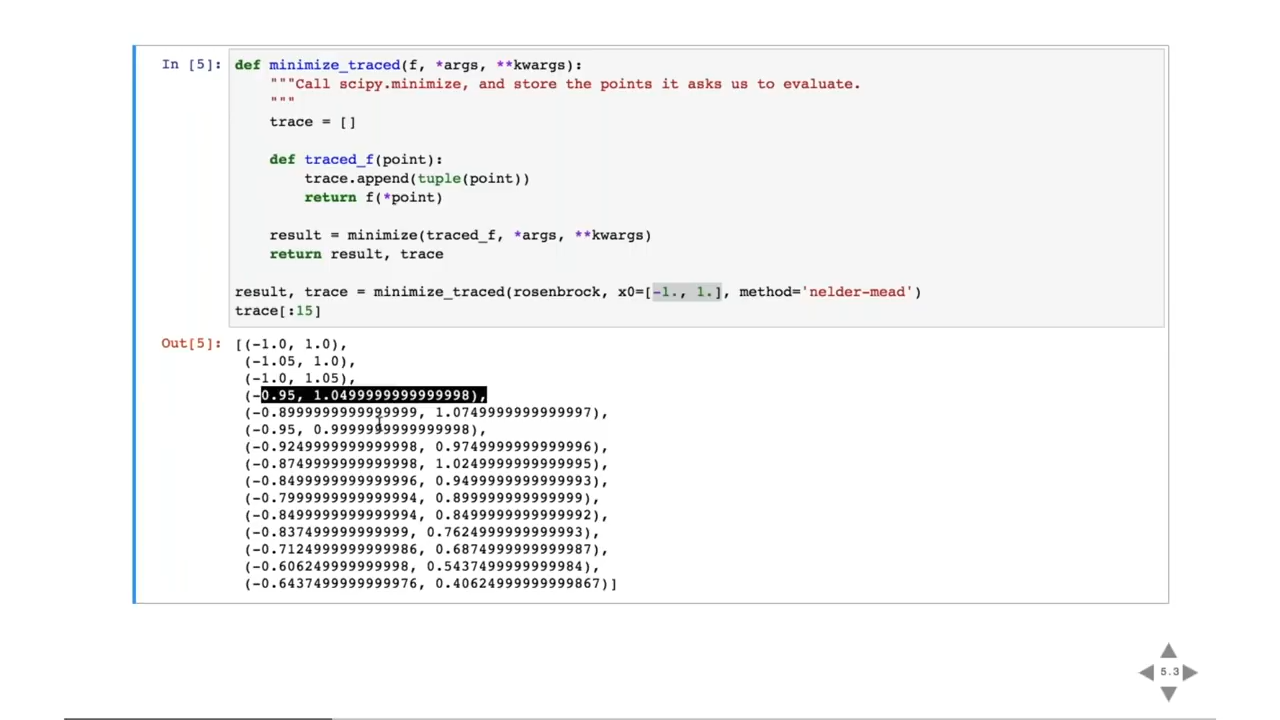 In [5]: def minimize_traced(f, *args, **kwargs):
"""Call scipy.minimize, and store the points it asks us to evaluate.
"""
trace = []
def traced_f(point):
trace.append(tuple(point))
return f(*point)
result = minimize(traced_f, *args, **kwargs)
return result, trace
result, trace = minimize_traced(rosenbrock, x0=[-1., 1.], method='nelder-mead')
trace[:15]
Out[5]: [(-1.0, 1.0),
(-1.05, 1.0),
(-1.0, 1.05),
(-0.95, 1.0499999999999998),
(-0.8999999999999999, 1.0749999999999997),
(-0.95, 0.9999999999999998),
(-0.9249999999999998, 0.9749999999999996),
(-0.8749999999999998, 1.0249999999999995),
(-0.8499999999999996, 0.9499999999999993),
(-0.7999999999999994, 0.899999999999999),
(-0.8499999999999994, 0.8499999999999992),
(-0.837499999999999, 0.762499999999993),
(-0.7124999999999986, 0.6874999999999987),
(-0.606249999999998, 0.543749999999984),
(-0.6437499999999976, 0.40624999999999867)]
5.3